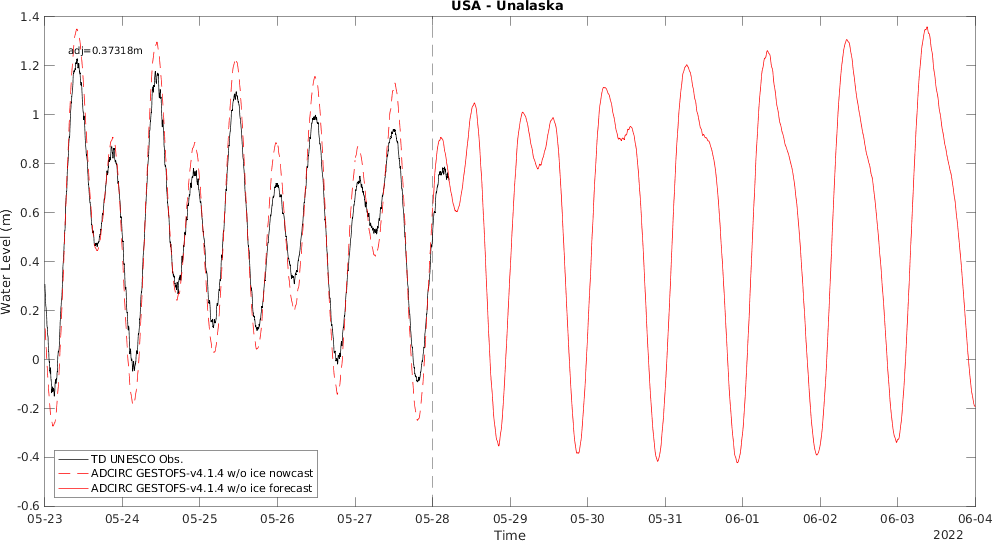 USA - Unalaska
adj=0.37318m
Water Level (m)
1.4
1.2
1
0.8
0.6
0.4
0.2
0
-0.2
-0.4
-0.6
TD UNESCO Obs.
ADCIRC GESTOFS-v4.1.4 w/o ice nowcast
ADCIRC GESTOFS-v4.1.4 w/o ice forecast
05-23 05-24 05-25 05-26 05-27 05-28 05-29 05-30 05-31 06-01 06-02 06-03 06-04
Time
2022